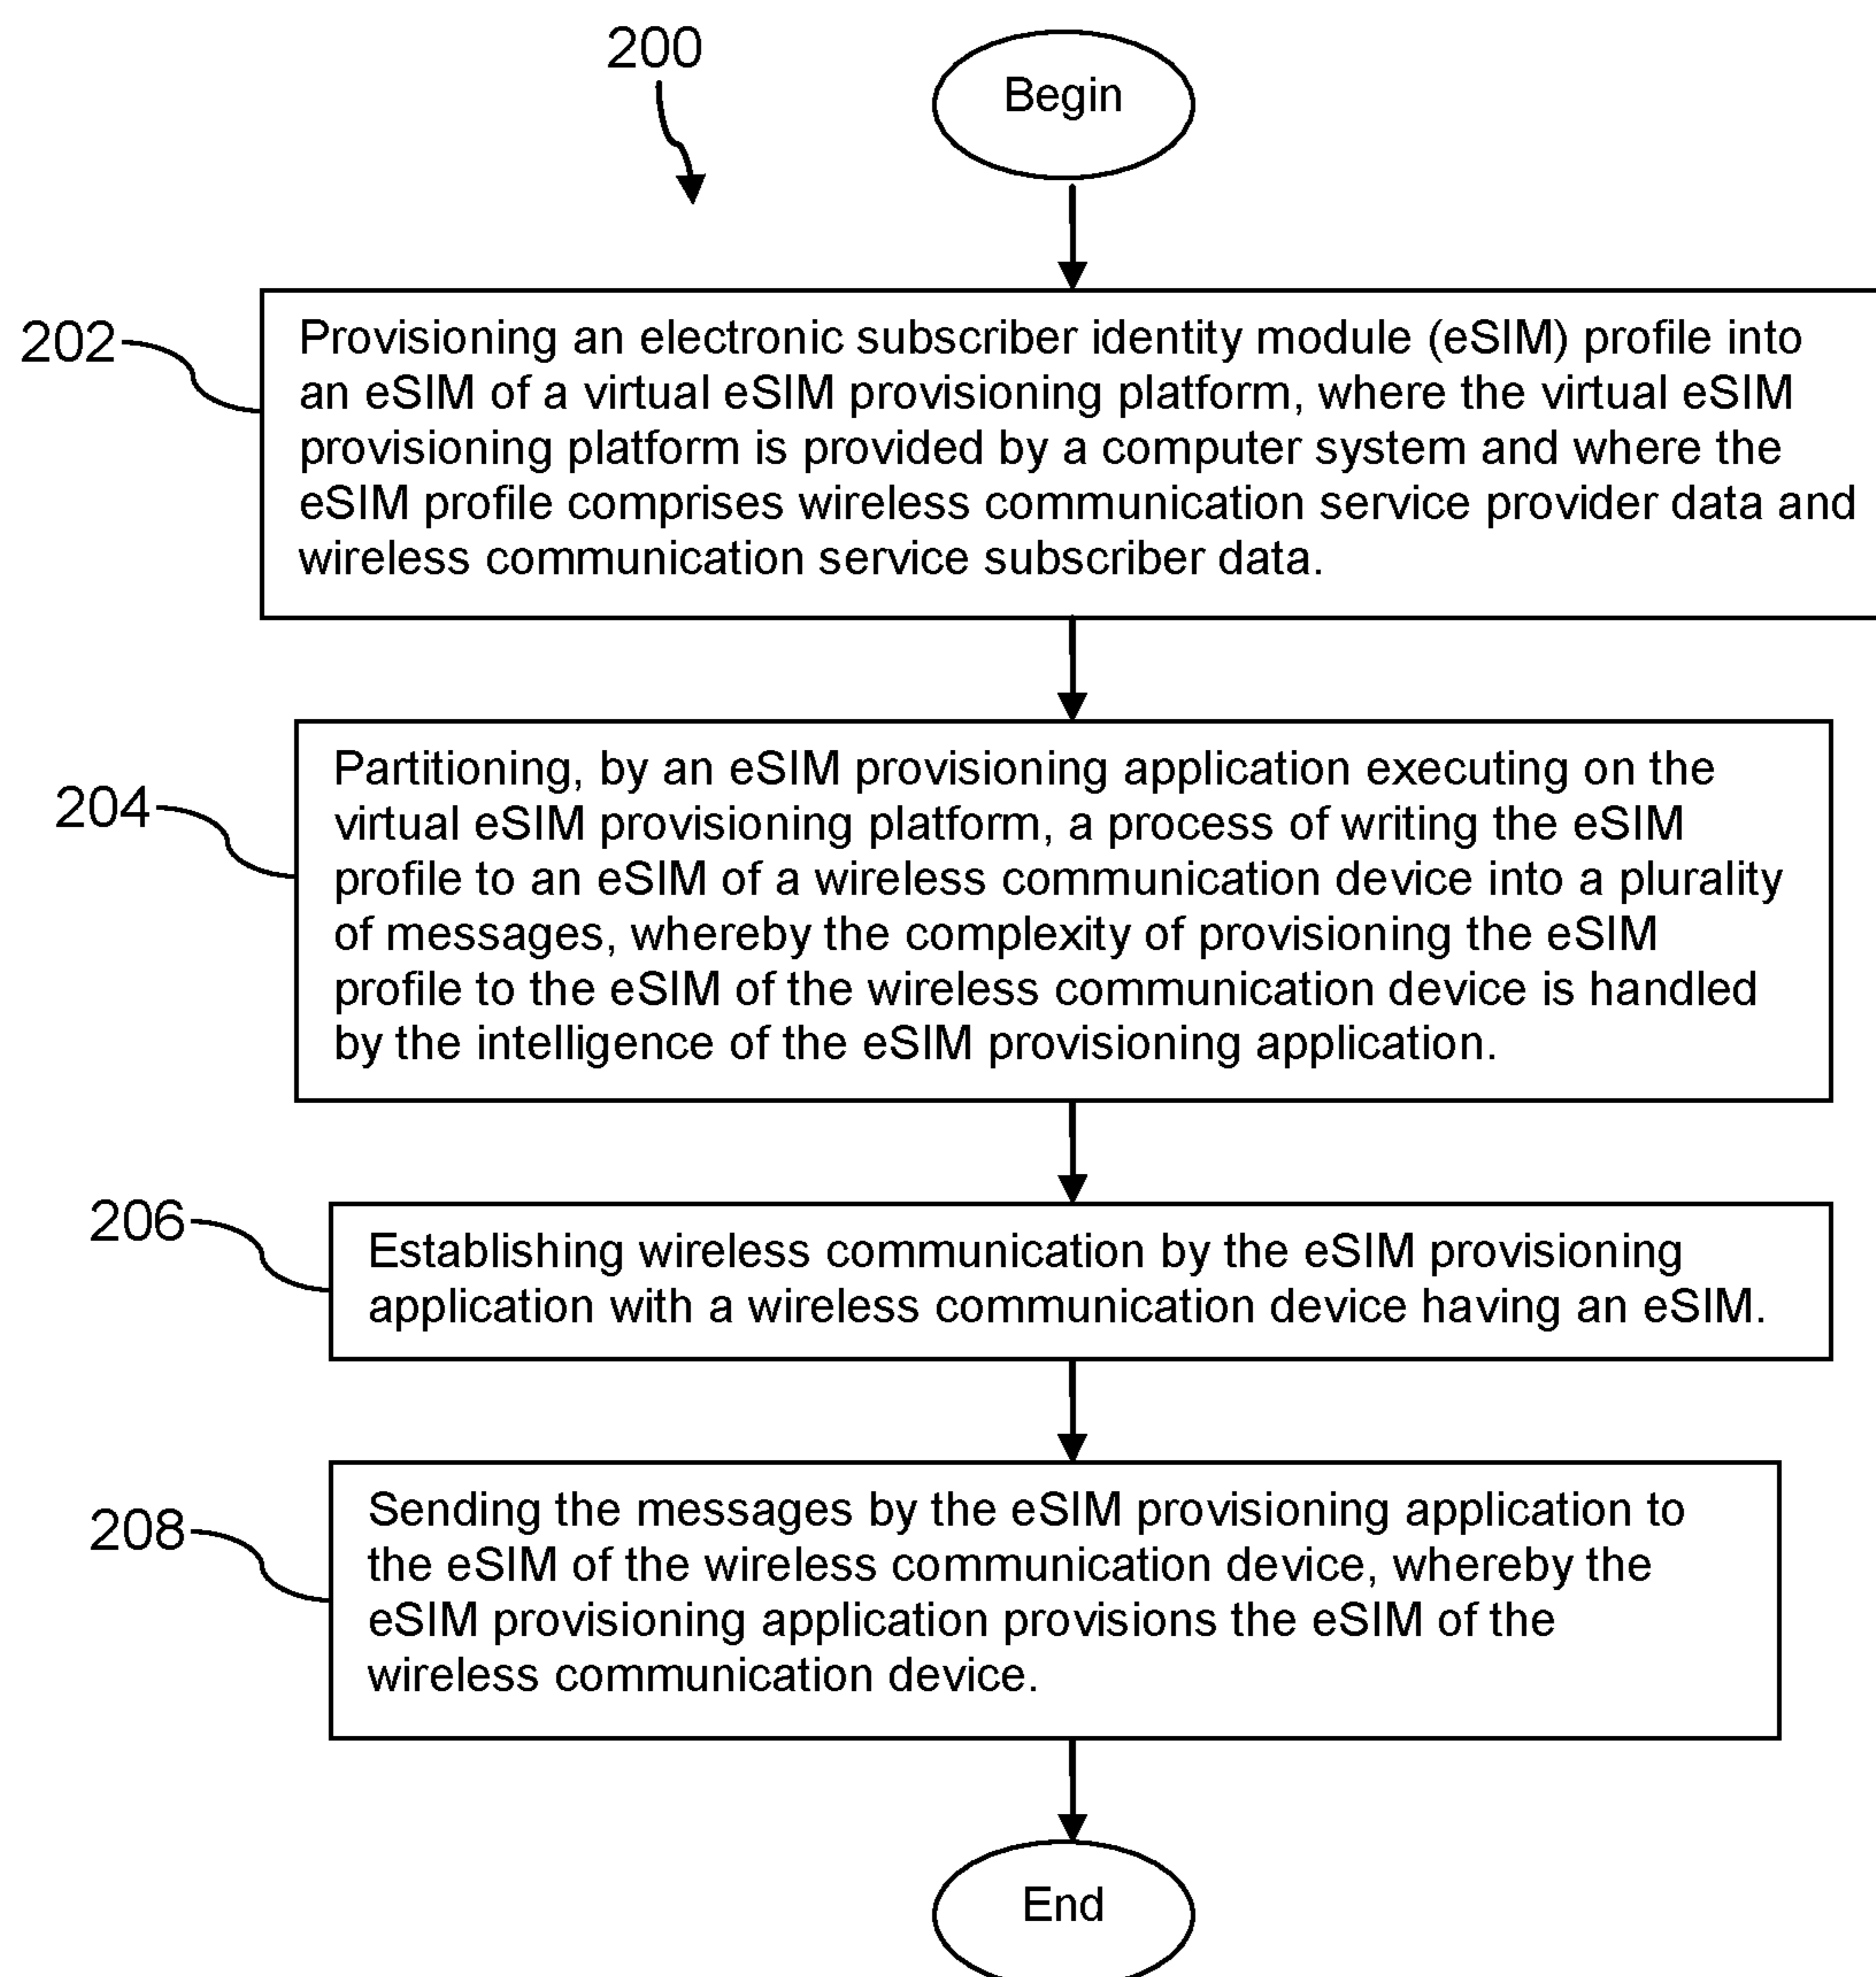 200
Begin
202
Provisioning an electronic subscriber identity module (eSIM) profile into
an eSIM of a virtual eSIM provisioning platform, where the virtual eSIM
provisioning platform is provided by a computer system and where the
eSIM profile comprises wireless communication service provider data and
wireless communication service subscriber data.
204
Partitioning, by an eSIM provisioning application executing on the
virtual eSIM provisioning platform, a process of writing the eSIM
profile to an eSIM of a wireless communication device into a plurality
of messages, whereby the complexity of provisioning the eSIM
profile to the eSIM of the wireless communication device is handled
by the intelligence of the eSIM provisioning application.
206
Establishing wireless communication by the eSIM provisioning
application with a wireless communication device having an eSIM.
208
Sending the messages by the eSIM provisioning application to
the eSIM of the wireless communication device, whereby the
eSIM provisioning application provisions the eSIM of the
wireless communication device.
End